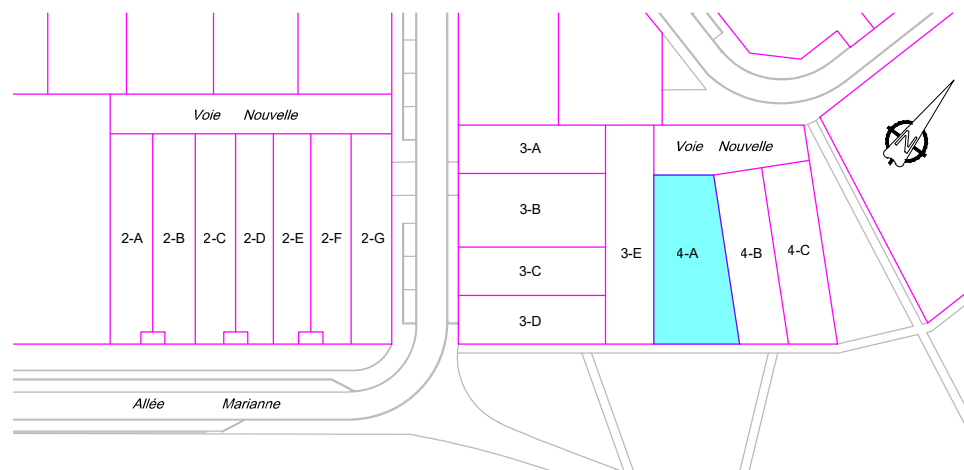 Voie Nouvelle
2-A 2-B 2-C 2-D 2-E 2-F 2-G
Allée Marianne
3-A
3-B
3-C
3-D
3-E
Voie Nouvelle
4-A 4-B 4-C
N